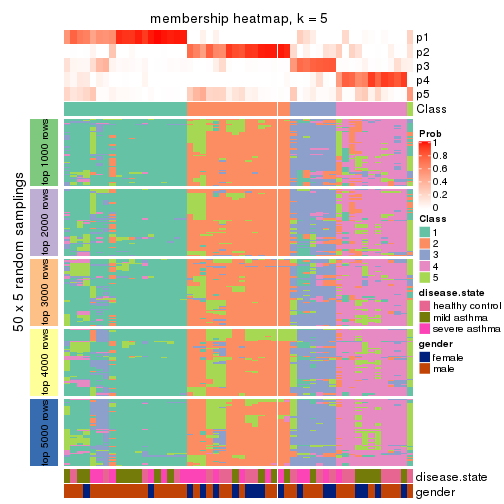 membership heatmap, k = 5
p1
p2
p3
p4
p5
Class
50 x 5 random samplings
top 1000 rows
top 2000 rows
top 3000 rows
top 4000 rows
top 5000 rows
disease.state
gender
Prob
1
0.8
0.6
0.4
0.2
0
Class
1
2
3
4
5
disease.state
healthy control
mild asthma
severe asthma
gender
female
male